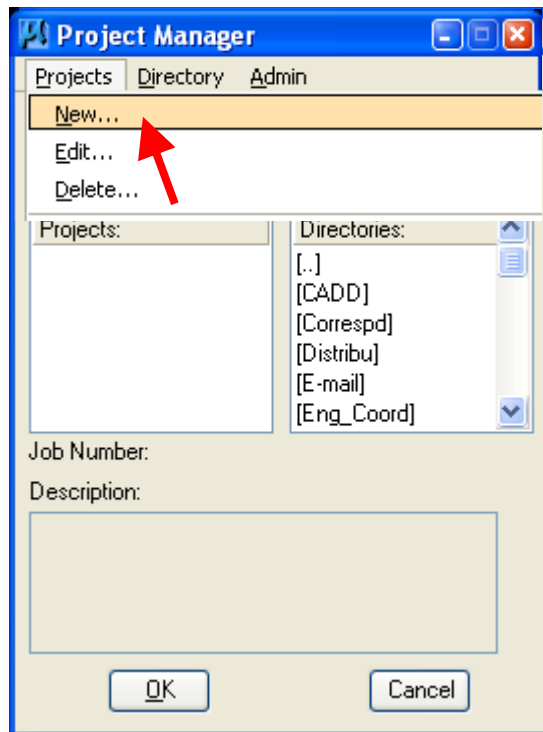 Project Manager
Projects Directory Admin
New...
Edit...
Delete...
Projects: Directories:
[..]
[CADD]
[Correspd]
[Distribu]
[E-mail]
[Eng_Coord]
Job Number:
Description:
OK Cancel